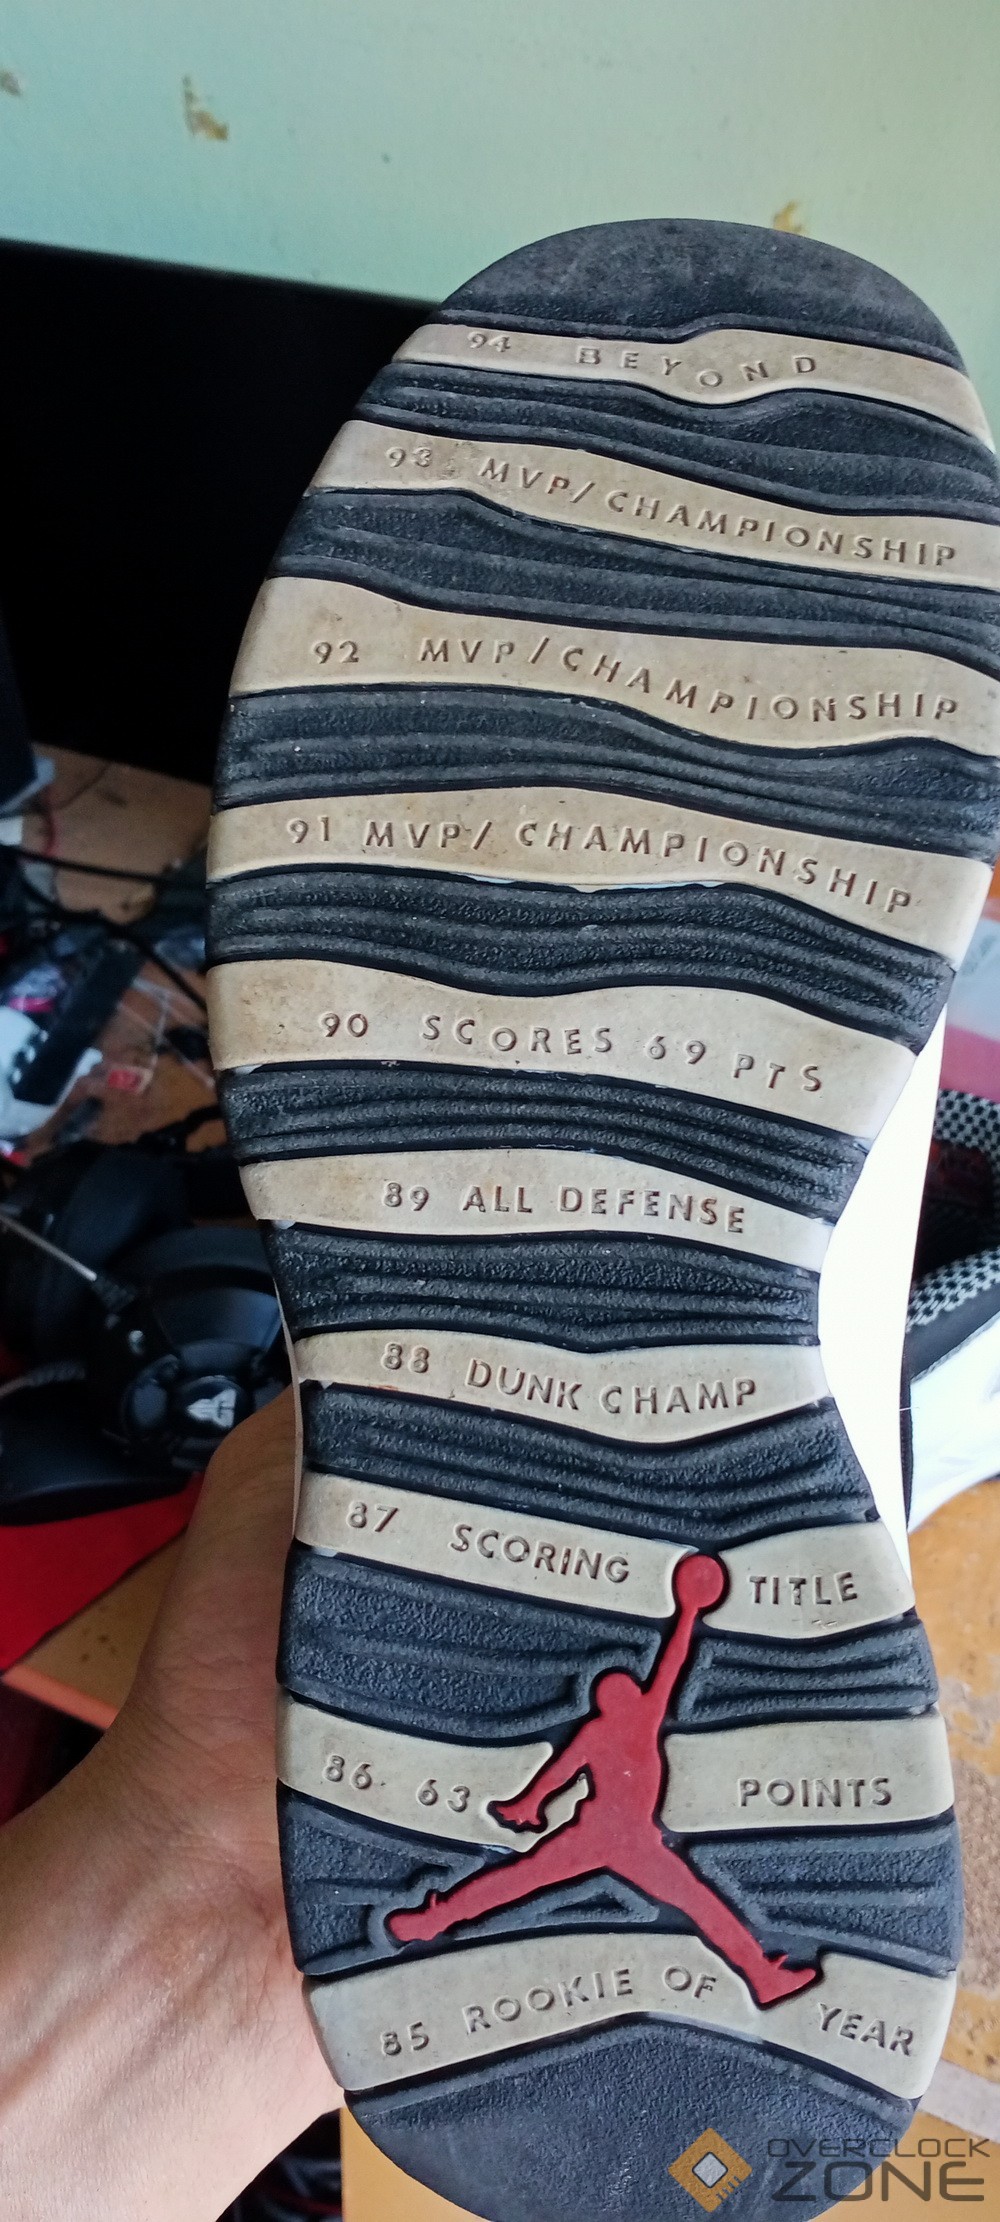 94 BEYOND
93 MVP/CHAMPIONSHIP
92 MVP/CHAMPIONSHIP
91 MVP/ CHAMPIONSHIP
90 SCORES 69 PTS
89 ALL DEFENSE
88 DUNK CHAMP
87 SCORING TITLE
86 63 POINTS
85 ROOKIE OF YEAR
OVERCLOCK
ZONE